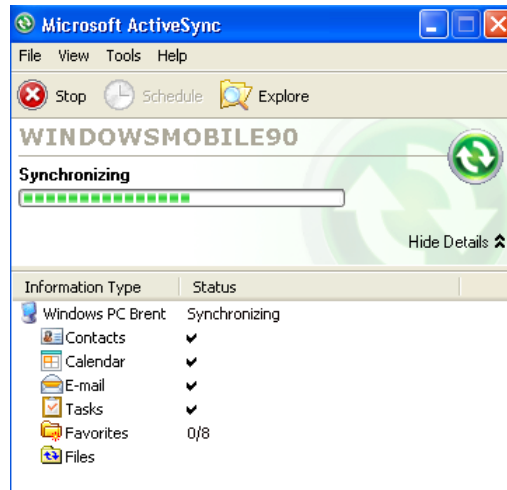 Microsoft ActiveSync
File View Tools Help
Stop Schedule Explore
WINDOWSMOBILE90
Synchronizing
Hide Details
Information Type Status
Windows PC Brent Synchronizing
Contacts
Calendar
E-mail
Tasks
Favorites 0/8
Files